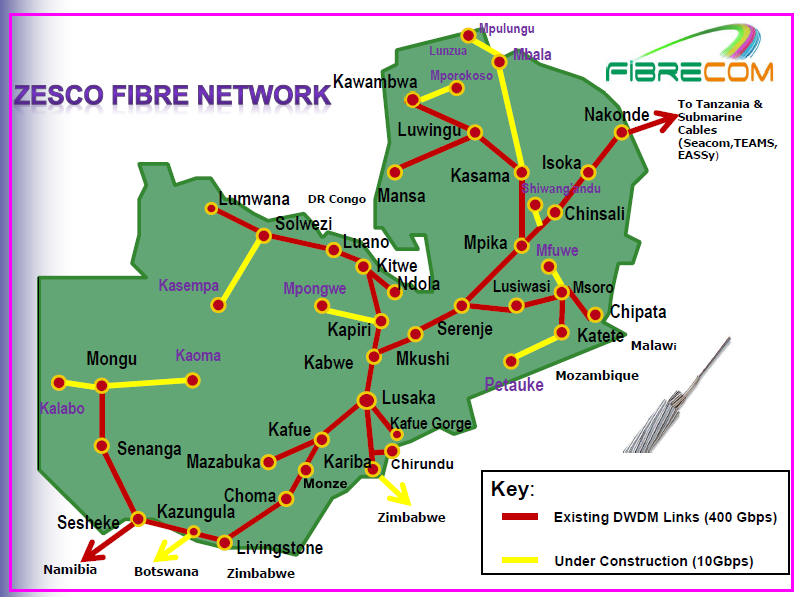 ZESCO FIBRE NETWORK
FIBRECOM
Mpulungu
Lunzua
Mbala
Kawambwa
Mporokoso
To Tanzania &
Submarine
Cables
(Seacom,TEAMS,
EASSy)
Nakonde
Luwingu
Isoka
Kasama
Mansa
Shiwang'andu
Chinsali
Lumwana
DR Congo
Solwezi
Luano
Mpika
Mfuwe
Kitwe
Ndola
Kasempa
Mpongwe
Lusiwasi
Msoro
Chipata
Kapiri
Serenje
Katete
Malawi
Mongu
Kaoma
Kabwe
Mkushi
Mozambique
Petauke
Kalabo
Lusaka
Kafue Gorge
Kafue
Senanga
Mazabuka
Kariba
Chirundu
Monze
Choma
Kazungula
Zimbabwe
Sesheke
Livingstone
Namibia
Botswana
Zimbabwe
Key:
Existing DWDM Links (400 Gbps)
Under Construction (10Gbps)